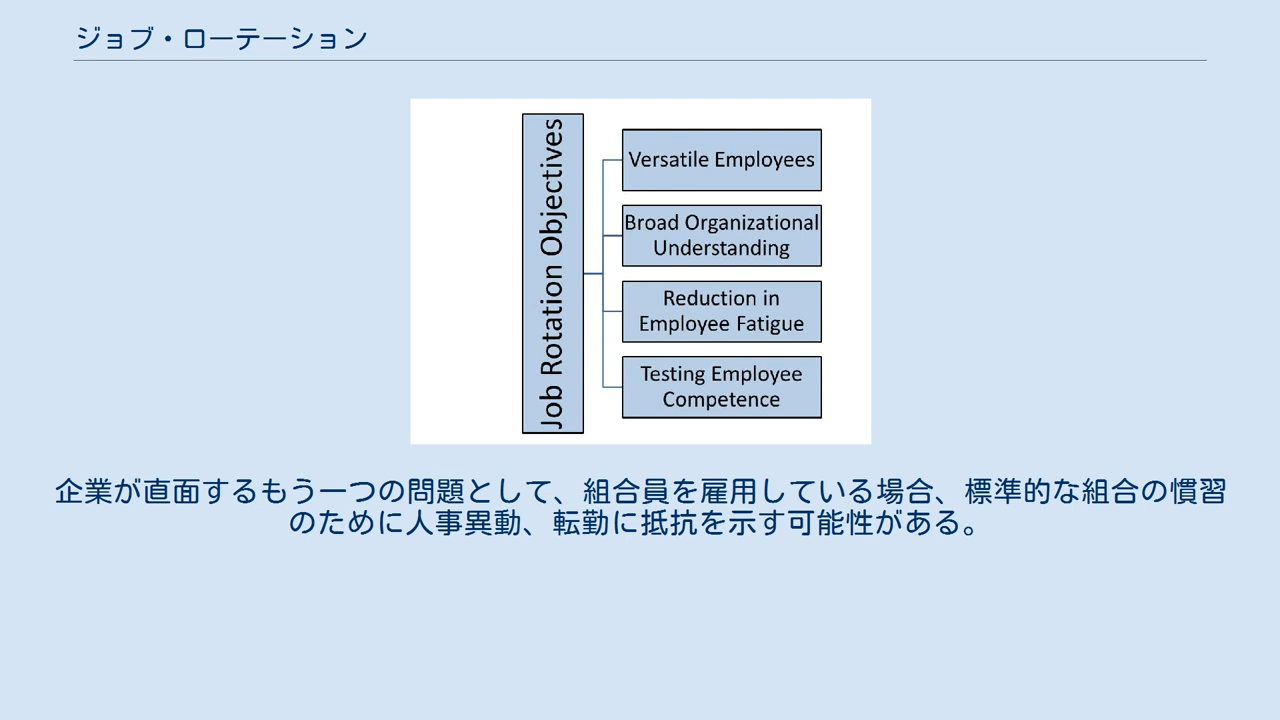 ジョブ・ローテーション
Job Rotation Objectives
Versatile Employees
Broad Organizational
Understanding
Reduction in
Employee Fatigue
Testing Employee
Competence
企業が直面するもう一つの問題として、組合員を雇用している場合、標準的な組合の慣習
のために人事異動、転勤に抵抗を示す可能性がある。